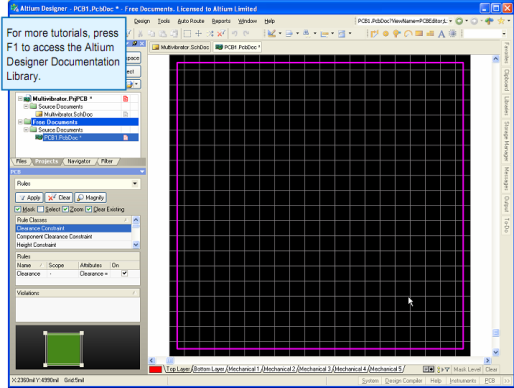 Altium Designer - PCB1.PcbDoc * - Free Documents. Licensed to Altium Limited
Design Tools Auto Route Reports Window Help
PCB1.PcbDoc?ViewName=PCBEditor;L
For more tutorials, press F1 to access the Altium Designer Documentation Library.
Multivibrator.SchDoc PCB1.PcbDoc *
Multivibrator.PrjPCB *
Source Documents
Multivibrator.SchDoc
Free Documents
Source Documents
PCB1.PcbDoc *
Files Projects Navigator Filter
PCB
Rules
Apply Clear Magnify
Mask Select Zoom Clear Existing
Rule Classes
Clearance Constraint
Component Clearance Constraint
Height Constraint
Rules
Name Scope Attributes On
Clearance - Clearance =
Violations
Favorites
Clipboard
Libraries
Storage Manager
Messages
Output
To-Do
Top Layer Bottom Layer Mechanical 1 Mechanical 2 Mechanical 3 Mechanical 4 Mechanical 5
Mask Level Clear
X:2360mil Y:4990mil Grid:5mil
System Design Compiler Help Instruments PCB >>